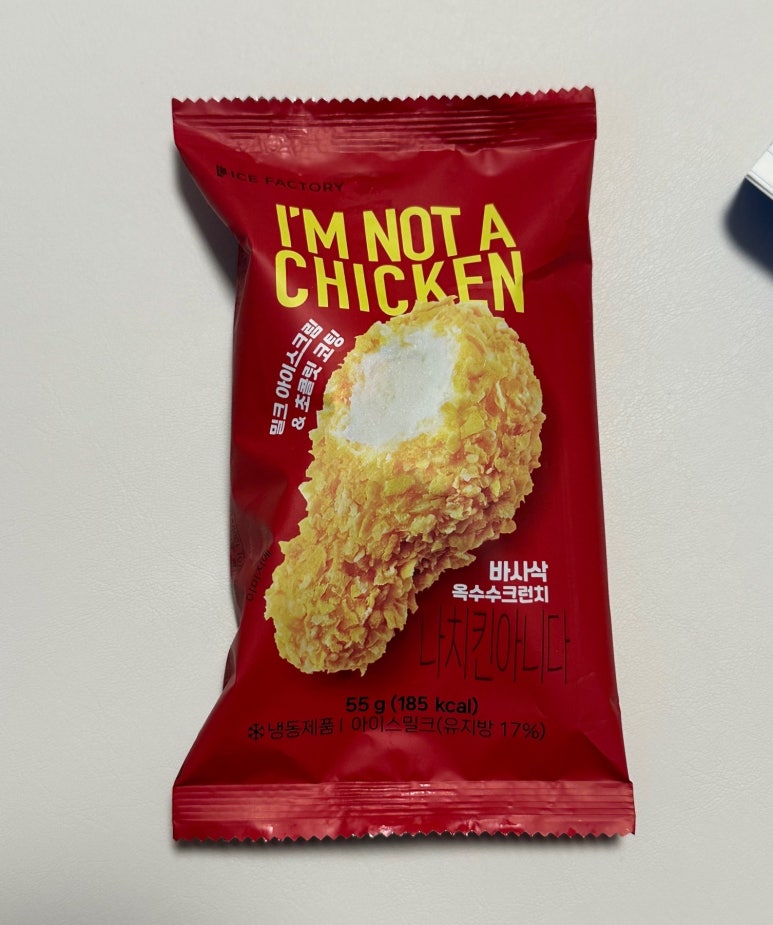 ICE FACTORY
I'M NOT A
CHICKEN
밀크 아이스크림
& 초콜릿 코팅
바사삭
옥수수크런치
나치킨아니다
55 g (185 kcal)
냉동제품 | 아이스밀크(유지방 17%)